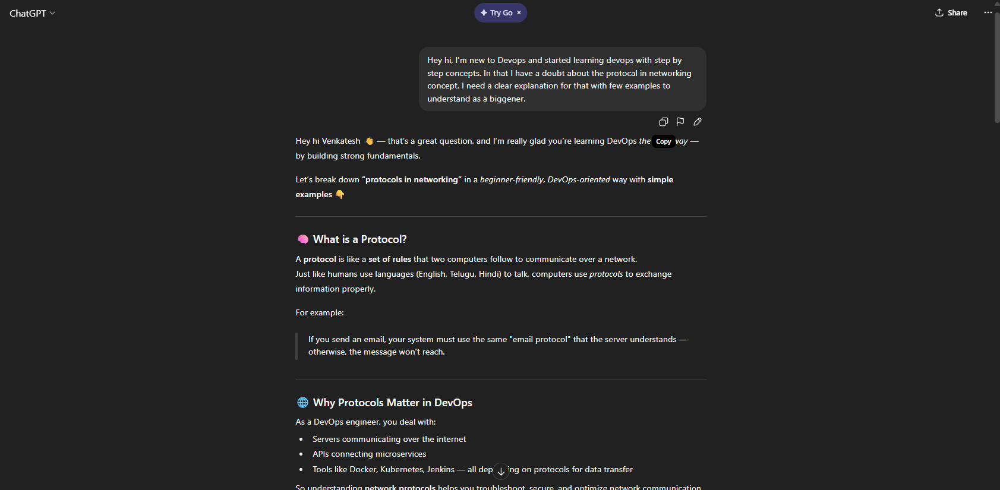 ChatGPT
Try Go ×
Share
Hey hi, I'm new to Devops and started learning devops with step by
step concepts. In that I have a doubt about the protocal in networking
concept. I need a clear explanation for that with few examples to
understand as a biggener.
Hey hi Venkatesh 👋 — that's a great question, and I'm really glad you're learning DevOps the
Copy
—
by building strong fundamentals.
Let's break down “protocols in networking” in a beginner-friendly, DevOps-oriented way with simple
examples 👇
🧠 What is a Protocol?
A protocol is like a set of rules that two computers follow to communicate over a network.
Just like humans use languages (English, Telugu, Hindi) to talk, computers use protocols to exchange
information properly.
For example:
If you send an email, your system must use the same "email protocol" that the server understands —
otherwise, the message won't reach.
🌐 Why Protocols Matter in DevOps
As a DevOps engineer, you deal with:
• Servers communicating over the internet
• APIs connecting microservices
• Tools like Docker, Kubernetes, Jenkins — all on protocols for data transfer
So understanding network protocols helps you troubleshoot, secure, and optimize network communication